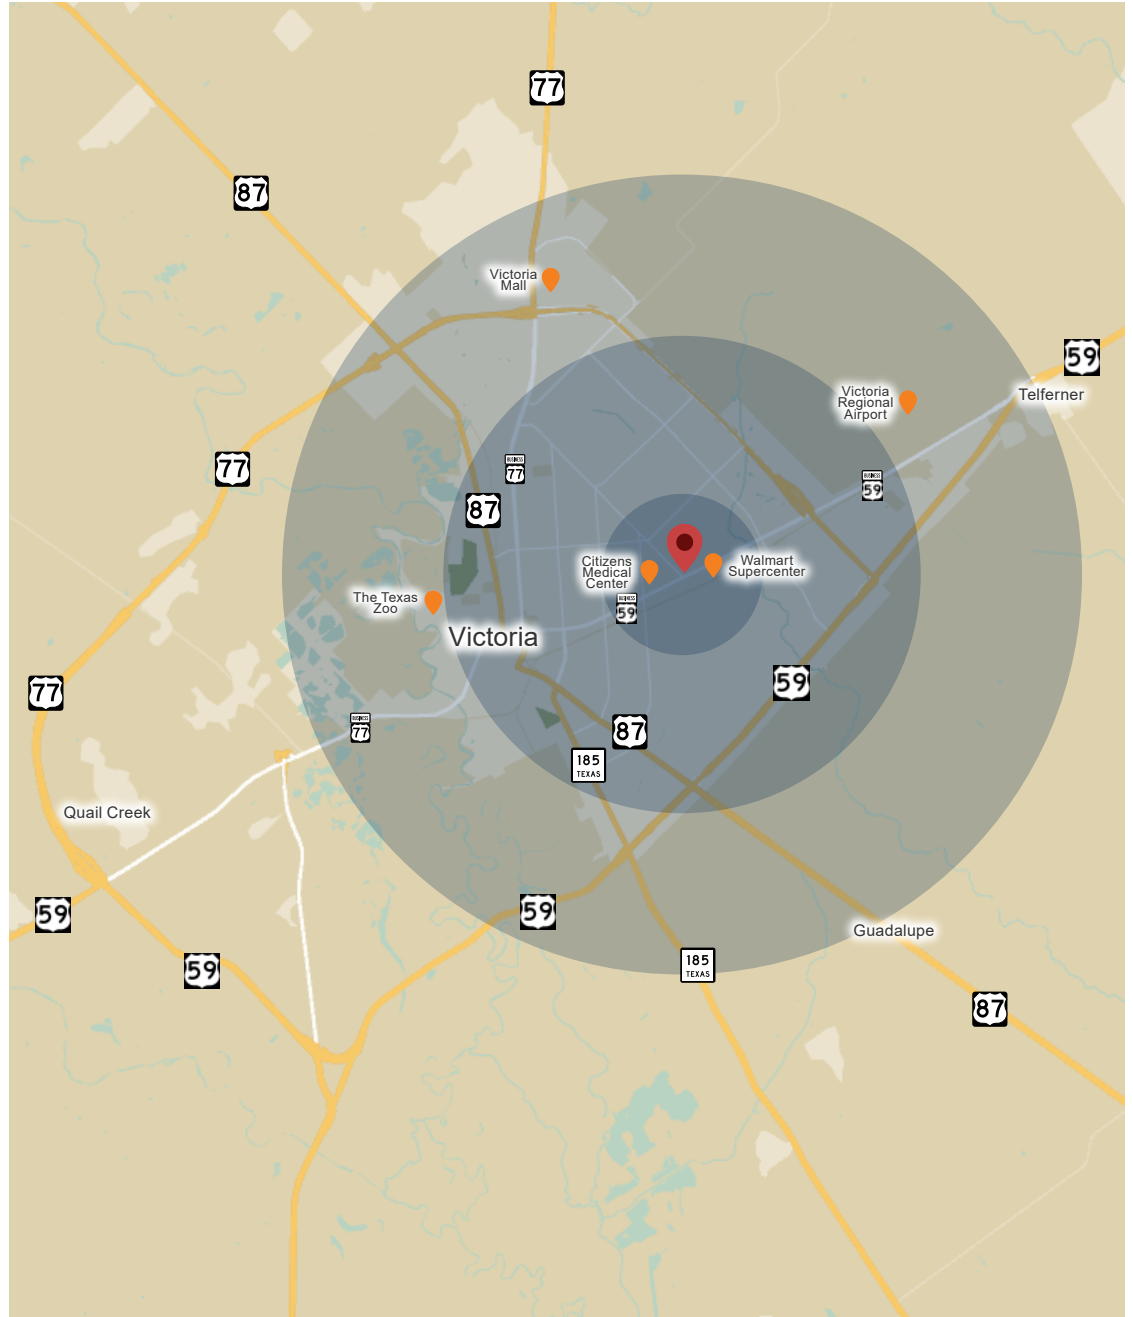 77
87
Victoria
Mall
59
Victoria
Regional
Airport
Telferner
77
BUSINESS
77
BUSINESS
59
87
Citizens
Medical
Center
Walmart
Supercenter
The Texas
Zoo
BUSINESS
59
Victoria
77
59
BUSINESS
77
87
185
TEXAS
Quail Creek
59
59
Guadalupe
59
185
TEXAS
87